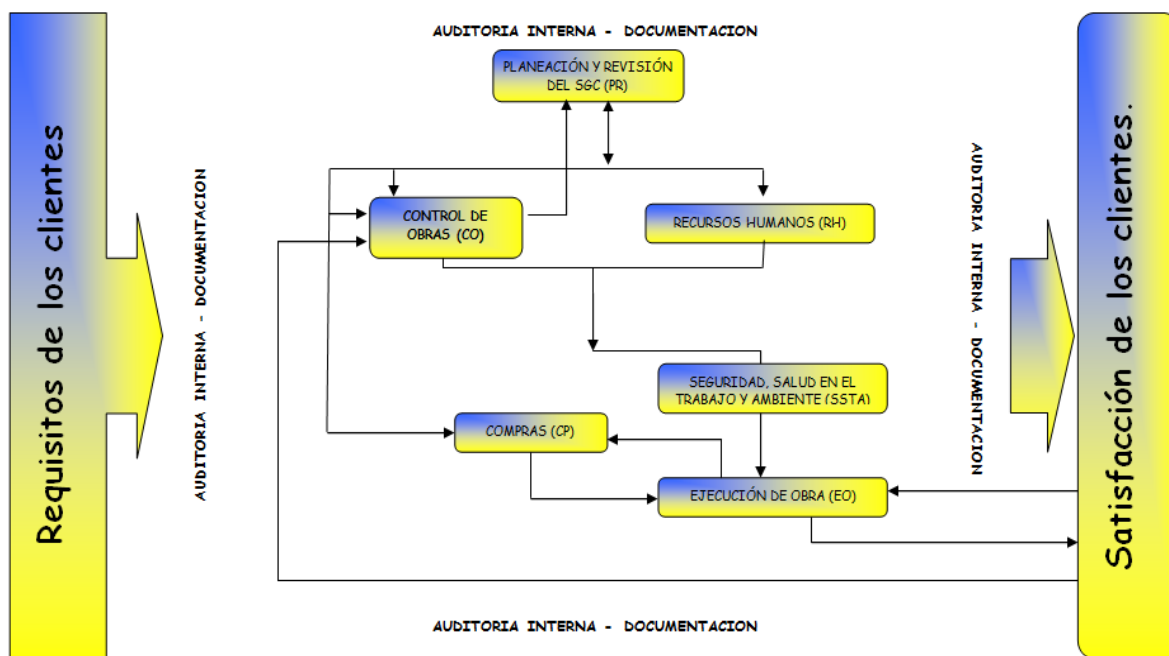 AUDITORIA INTERNA - DOCUMENTACION
PLANEACIÓN Y REVISIÓN
DEL SGC (PR)
Requisitos de los clientes
AUDITORIA INTERNA - DOCUMENTACION
CONTROL DE
OBRAS (CO)
RECURSOS HUMANOS (RH)
AUDITORIA INTERNA - DOCUMENTACION
Satisfacción de los clientes.
SEGURIDAD, SALUD EN EL
TRABAJO Y AMBIENTE (SSTA)
COMPRAS (CP)
EJECUCIÓN DE OBRA (EO)
AUDITORIA INTERNA - DOCUMENTACION